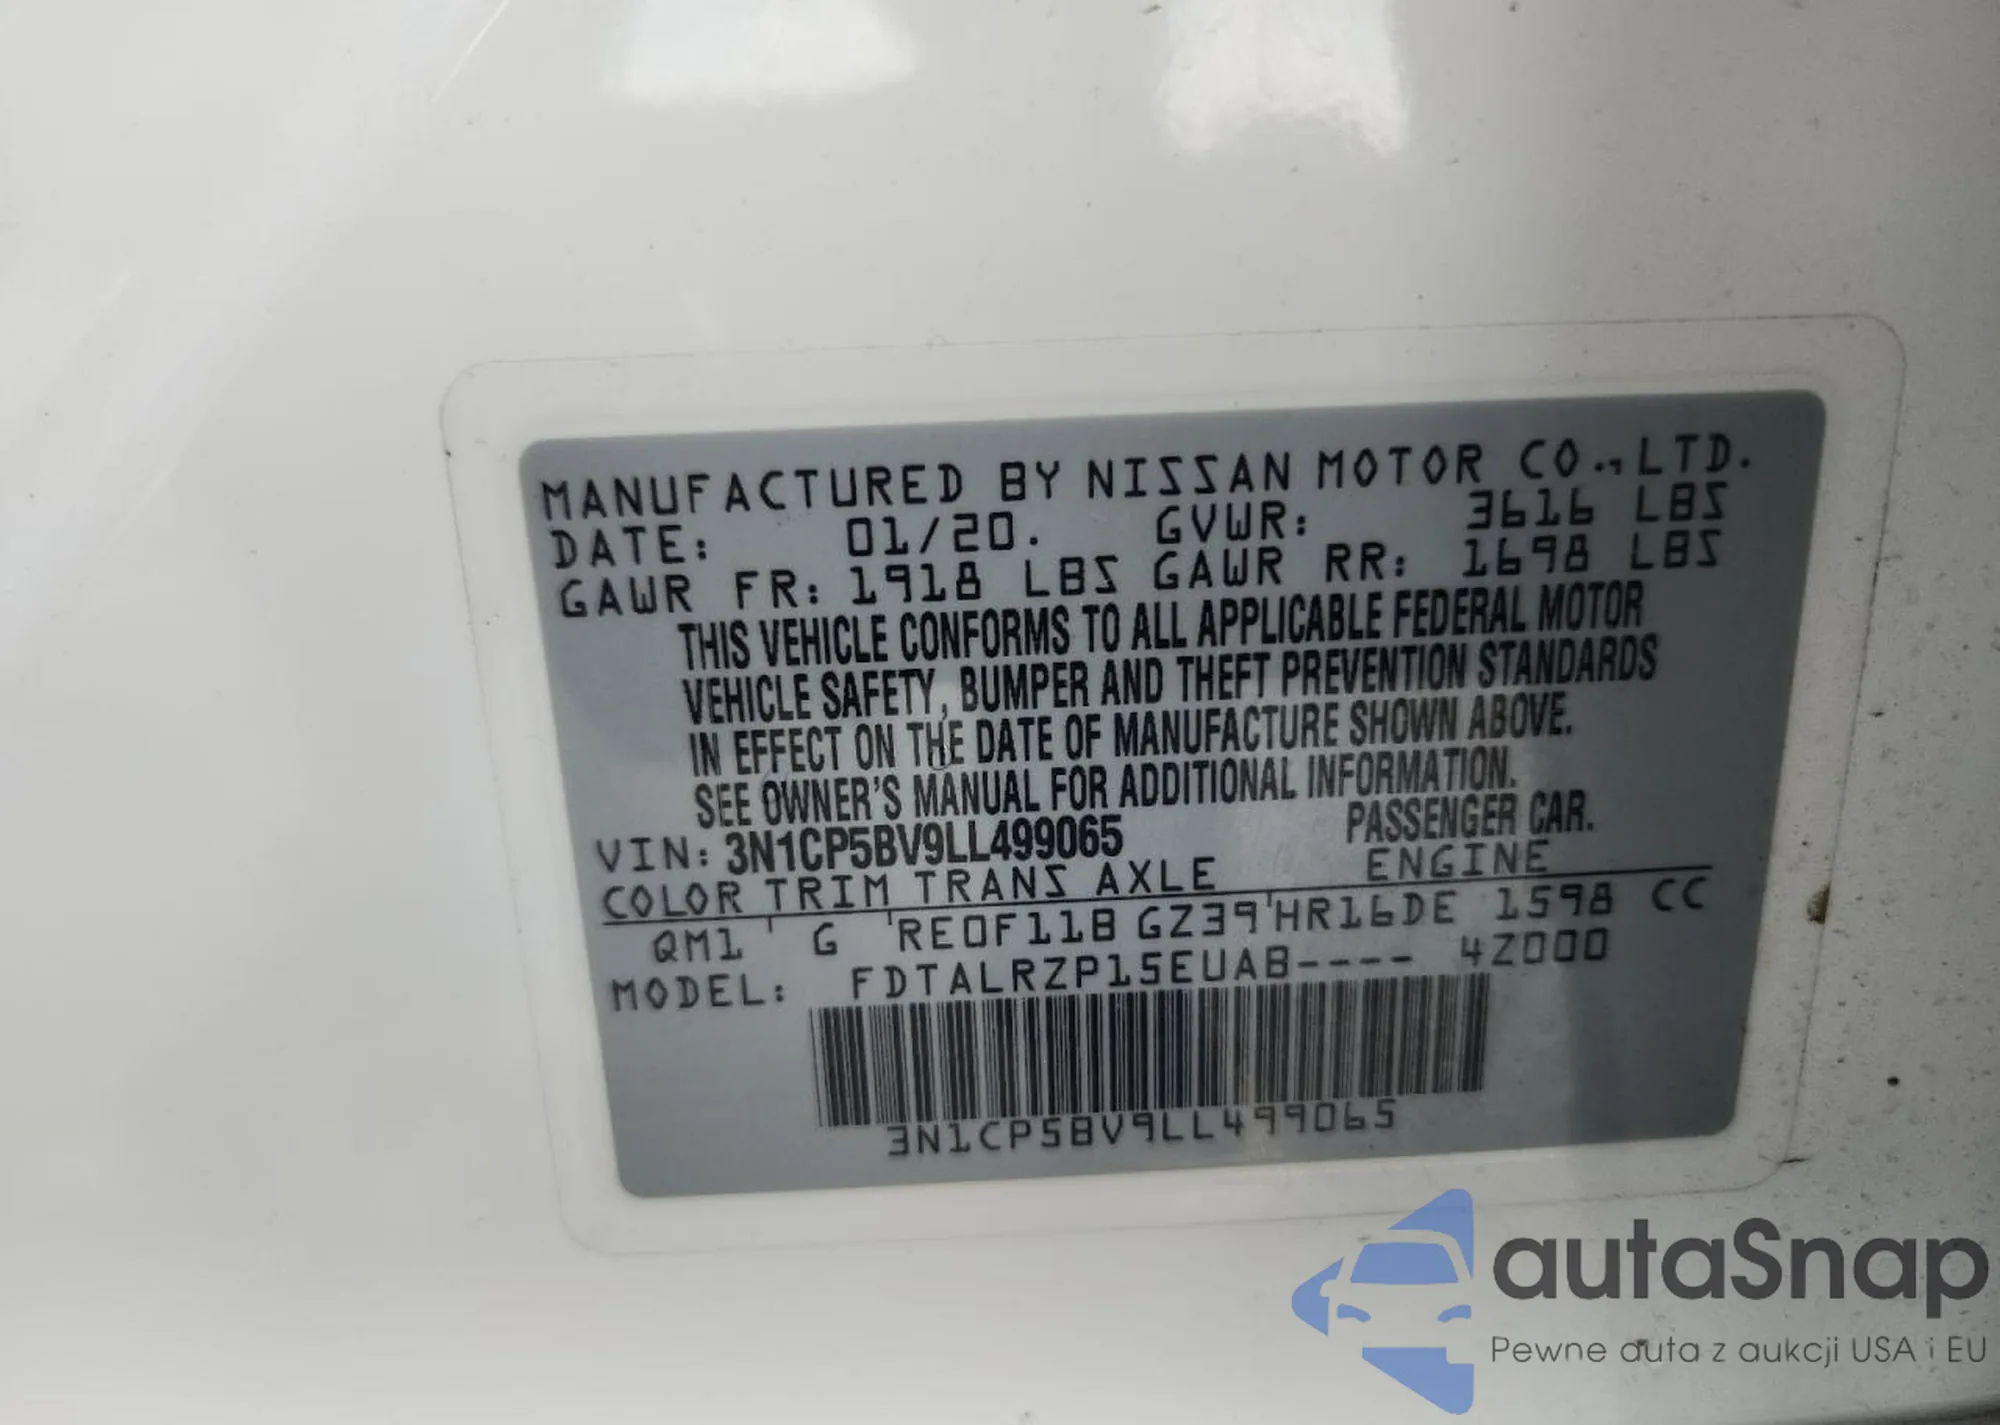 MANUFACTURED BY NISSAN MOTOR CO., LTD.
DATE: 01/20. GVWR: 3616 LBS
GAWR FR: 1918 LBS GAWR RR: 1698 LBS
THIS VEHICLE CONFORMS TO ALL APPLICABLE FEDERAL MOTOR
VEHICLE SAFETY, BUMPER AND THEFT PREVENTION STANDARDS
IN EFFECT ON THE DATE OF MANUFACTURE SHOWN ABOVE.
SEE OWNER'S MANUAL FOR ADDITIONAL INFORMATION.
VIN: 3N1CP5BV9LL499065 PASSENGER CAR.
COLOR TRIM TRANS AXLE ENGINE
QM1 G RE0F11B GZ39 HR16DE 1598 CC
MODEL: FDTALRZP15EUAB---- 4Z000
3N1CP5BV9LL499065
autaSnap
Pewne auta z aukcji USA i EU